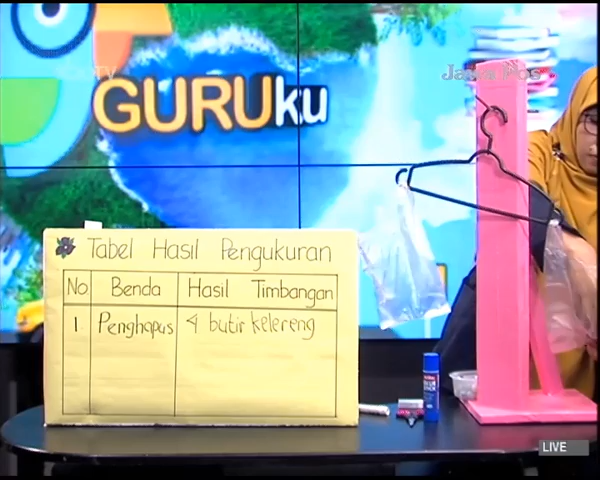 GURUku
Jawa Pos
Tabel Hasil Pengukuran
No Benda Hasil Timbangan
1 Penghapus 4 butir kelereng
LIVE